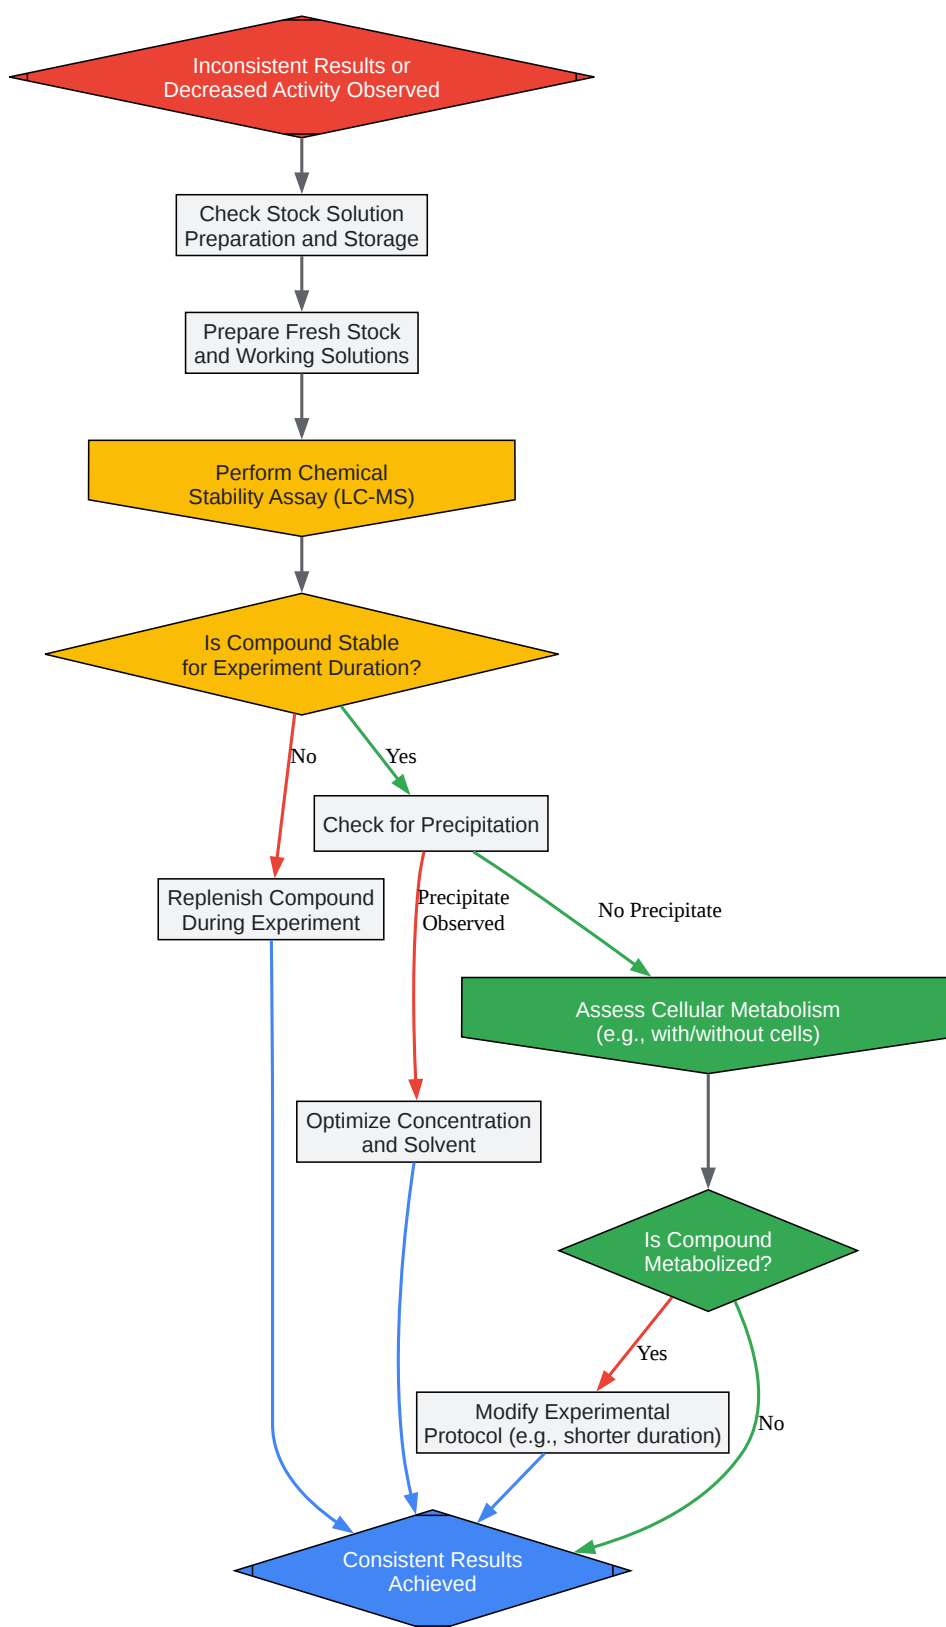 Inconsistent Results or
Decreased Activity Observed
Check Stock Solution
Preparation and Storage
Prepare Fresh Stock
and Working Solutions
Perform Chemical
Stability Assay (LC-MS)
Is Compound Stable
for Experiment Duration?
No
Yes
Check for Precipitation
Replenish Compound
During Experiment
Precipitate
Observed
No Precipitate
Assess Cellular Metabolism
(e.g., with/without cells)
Optimize Concentration
and Solvent
Is Compound
Metabolized?
Yes
Modify Experimental
Protocol (e.g., shorter duration)
No
Consistent Results
Achieved